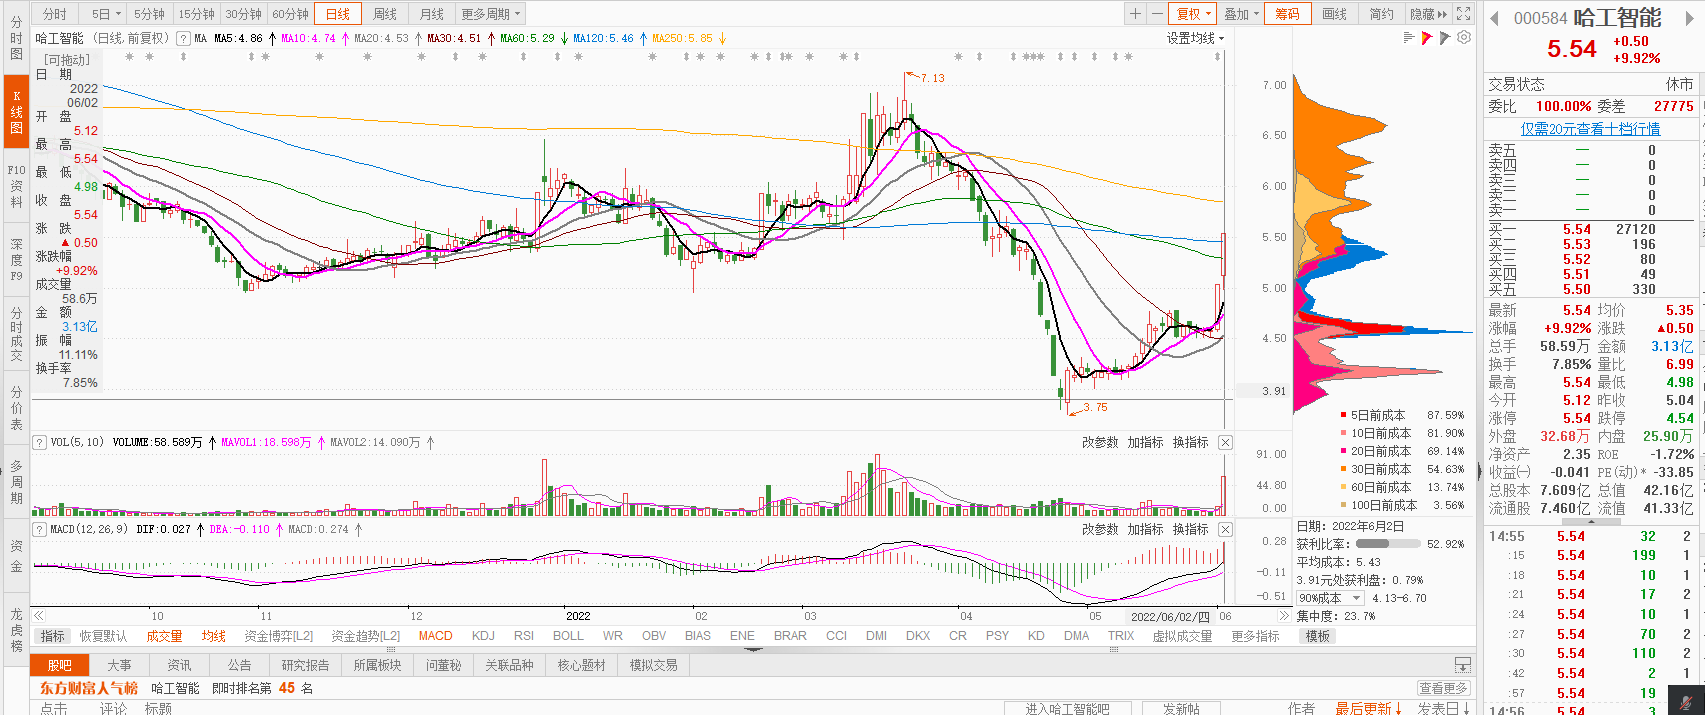 分时 5日 5分钟 15分钟 30分钟 60分钟 日线 周线 月线 更多周期
复权 叠加 筹码 画线 简约 隐藏
哈工智能 (日线,前复权) ? MA MA5:4.86 MA10:4.74 MA20:4.53 MA30:4.51 MA60:5.29 MA120:5.46 MA250:5.85
设置均线
分时图
K线图
F10资料
深度F9
分时成交
分价表
多周期
资金
龙虎榜
[可拖动]
日 期
2022
06/02
开 盘
5.12
最 高
5.54
最 低
4.98
收 盘
5.54
涨 跌
▲ 0.50
涨跌幅
+9.92%
成交量
58.6万
金 额
3.13亿
振 幅
11.11%
换手率
7.85%
7.13
3.75
7.00
6.50
6.00
5.50
5.00
4.50
3.91
? VOL(5,10) VOLUME:58.589万 MAVOL1:18.598万 MAVOL2:14.090万
改参数 加指标 换指标
91.00
44.80
0.00
? MACD(12,26,9) DIF:0.027 DEA:-0.110 MACD:0.274
改参数 加指标 换指标
0.28
-0.11
-0.51
10 11 12 2022 02 03 04 05 2022/06/02/四 06
指标 恢复默认 成交量 均线 资金博弈[L2] 资金趋势[L2] MACD KDJ RSI BOLL WR OBV BIAS ENE BRAR CCI DMI DKX CR PSY KD DMA TRIX 虚拟成交量 更多指标 模板
股吧 大事 资讯 公告 研究报告 所属板块 问董秘 关联品种 核心题材 模拟交易
东方财富人气榜 哈工智能 即时排名第 45 名
查看更多
点击 评论 标题
进入哈工智能吧 发新帖 作者 最后更新↓ 发表日↓
5日前成本 87.59%
10日前成本 81.90%
20日前成本 69.14%
30日前成本 54.63%
60日前成本 13.74%
100日前成本 3.56%
日期: 2022年6月2日
获利比率: 52.92%
平均成本: 5.43
3.91元处获利盘: 0.79%
90%成本 4.13-6.70
集中度: 23.7%
000584 哈工智能
5.54 +0.50
+9.92%
交易状态 休市
委比 100.00% 委差 27775
仅需20元查看十档行情
卖五 — 0
卖四 — 0
卖三 — 0
卖二 — 0
卖一 — 0
买一 5.54 27120
买二 5.53 196
买三 5.52 80
买四 5.51 49
买五 5.50 330
最新 5.54 均价 5.35
涨幅 +9.92% 涨跌 ▲0.50
总手 58.59万 金额 3.13亿
换手 7.85% 量比 6.99
最高 5.54 最低 4.98
今开 5.12 昨收 5.04
涨停 5.54 跌停 4.54
外盘 32.68万 内盘 25.90万
净资产 2.35 ROE -1.72%
收益㈠ -0.041 PE(动)* -33.85
总股本 7.609亿 总值 42.16亿
流通股 7.460亿 流值 41.33亿
14:55 5.54 32 2
:15 5.54 199 1
:18 5.54 10 1
:21 5.54 17 2
:24 5.54 10 1
:27 5.54 70 2
:30 5.54 110 2
:42 5.54 2 1
:57 5.54 19
14:56 5.54 3